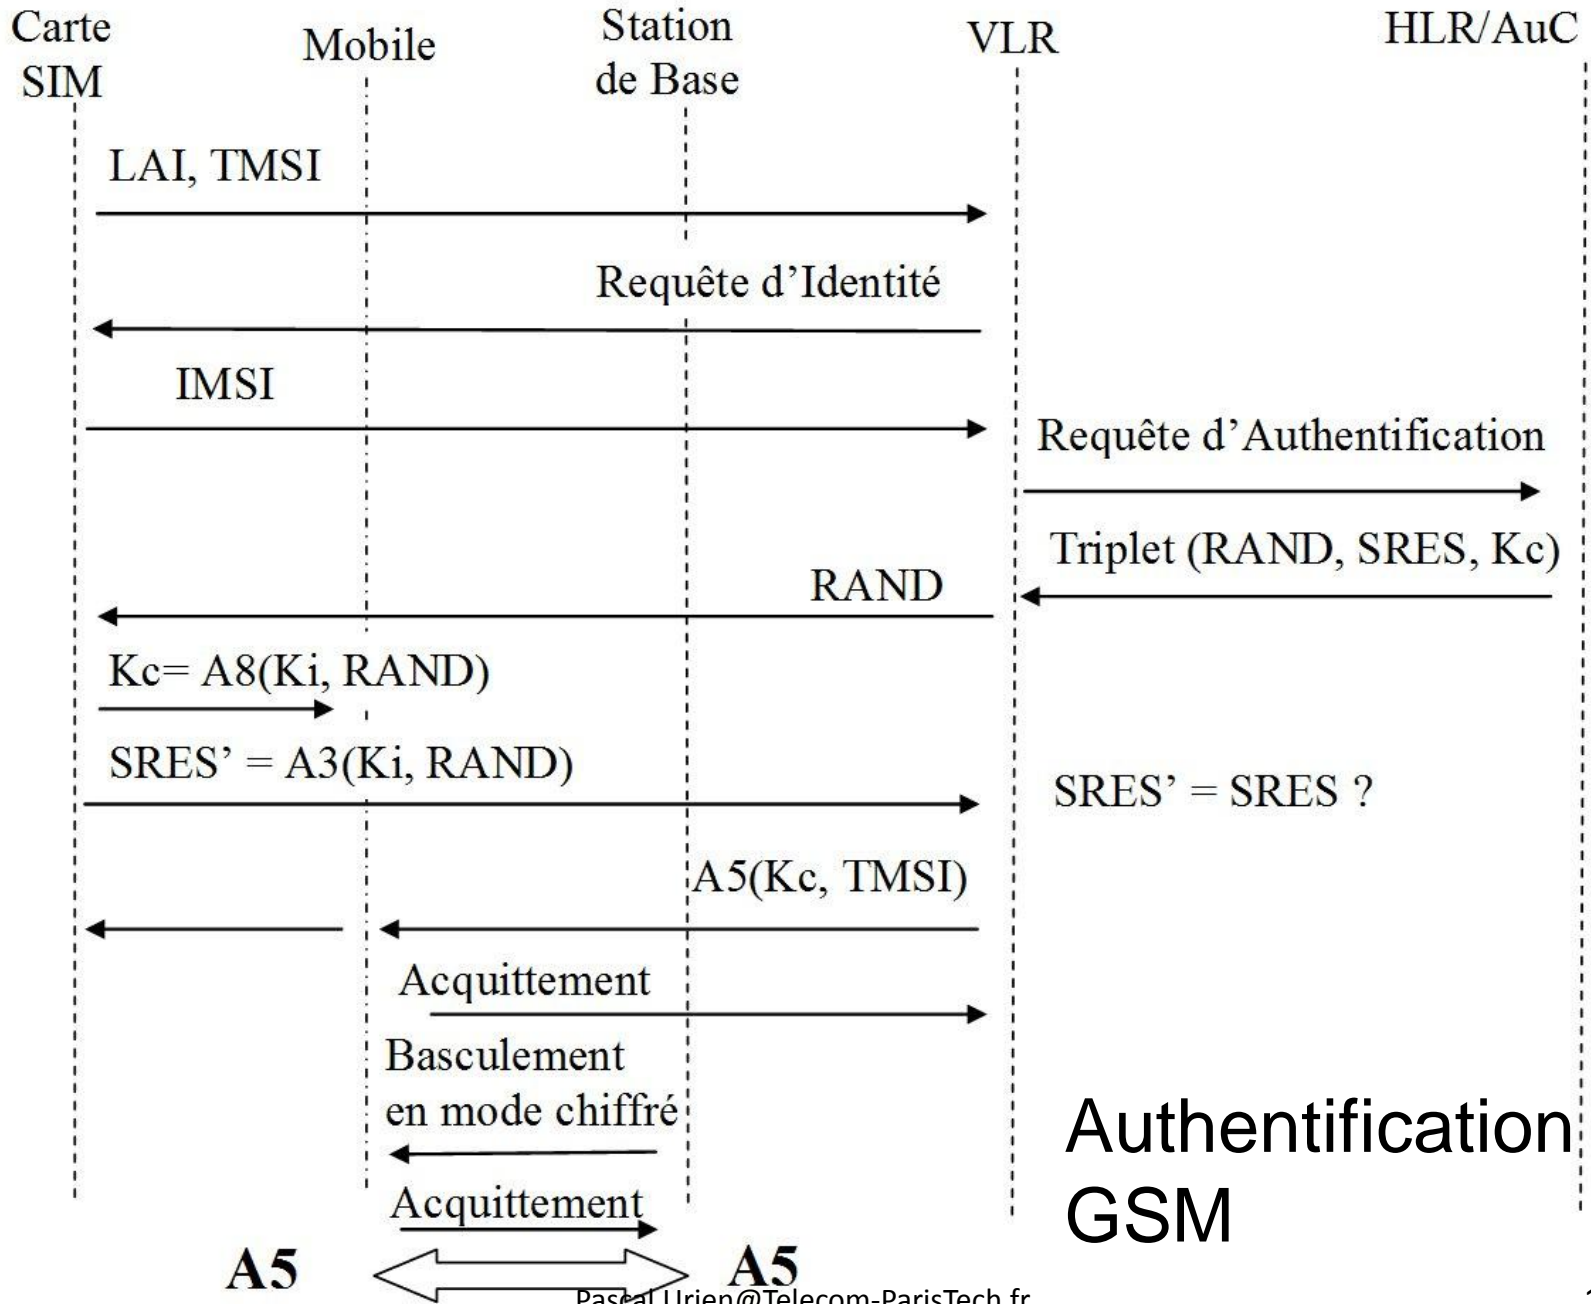 Carte
SIM
Mobile
Station
de Base
VLR
HLR/AuC
LAI, TMSI
Requête d’Identité
IMSI
Requête d’Authentification
Triplet (RAND, SRES, Kc)
RAND
Kc= A8(Ki, RAND)
SRES’ = A3(Ki, RAND)
SRES’ = SRES ?
A5(Kc, TMSI)
Acquittement
Basculement
en mode chiffré
Acquittement
Authentification
GSM
A5
A5
Pascal Urien@Telecom-ParisTech.fr